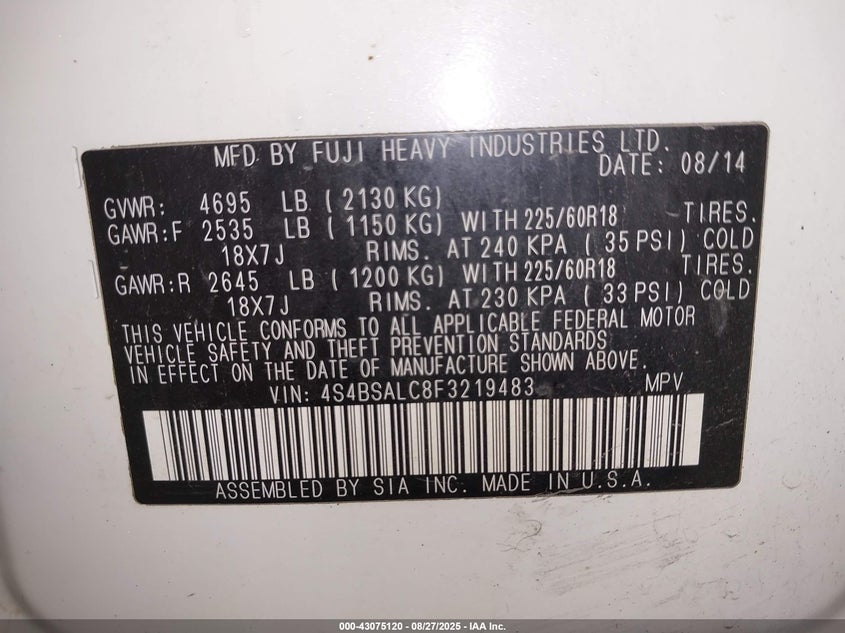 MFD BY FUJI HEAVY INDUSTRIES LTD.
DATE: 08/14
GVWR: 4695 LB ( 2130 KG)
GAWR:F 2535 LB ( 1150 KG) WITH 225/60R18 TIRES.
18X7J RIMS. AT 240 KPA ( 35 PSI) COLD
GAWR:R 2645 LB ( 1200 KG) WITH 225/60R18 TIRES.
18X7J RIMS. AT 230 KPA ( 33 PSI) COLD
THIS VEHICLE CONFORMS TO ALL APPLICABLE FEDERAL MOTOR
VEHICLE SAFETY AND THEFT PREVENTION STANDARDS
IN EFFECT ON THE DATE OF MANUFACTURE SHOWN ABOVE.
VIN: 4S4BSALC8F3219483 MPV
ASSEMBLED BY SIA INC. MADE IN U.S.A.
000-43075120 - 08/27/2025 - IAA Inc.